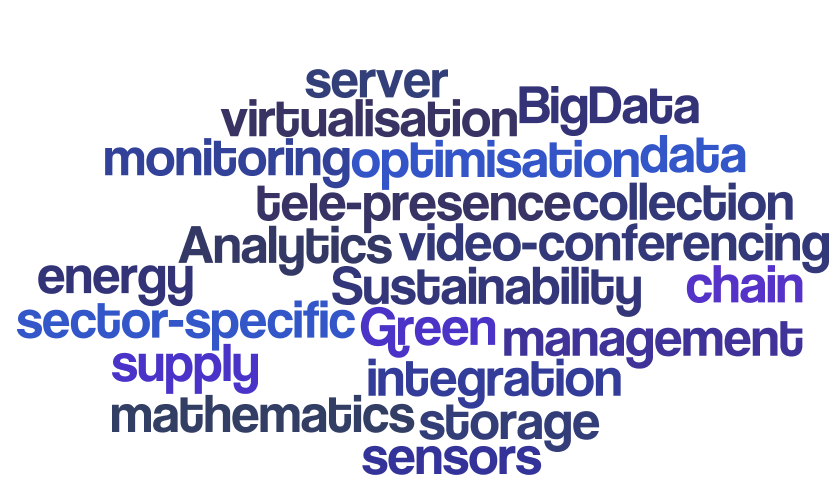 server
virtualisation BigData
monitoring optimisation data
tele-presence collection
Analytics video-conferencing
energy Sustainability chain
sector-specific Green management
supply integration
mathematics storage
sensors